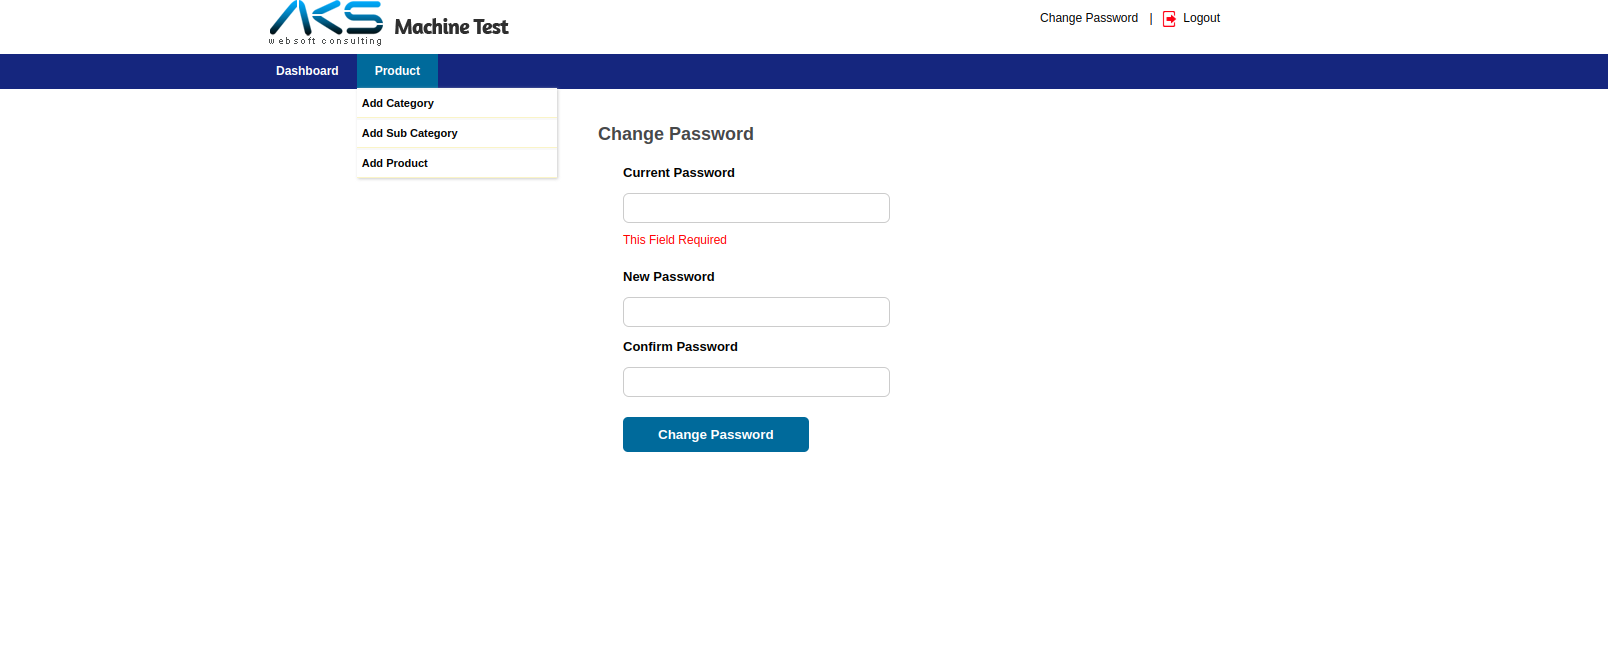 AKS
websoft consulting
Machine Test
Change Password | Logout
Dashboard Product
Add Category
Add Sub Category
Add Product
Change Password
Current Password
This Field Required
New Password
Confirm Password
Change Password